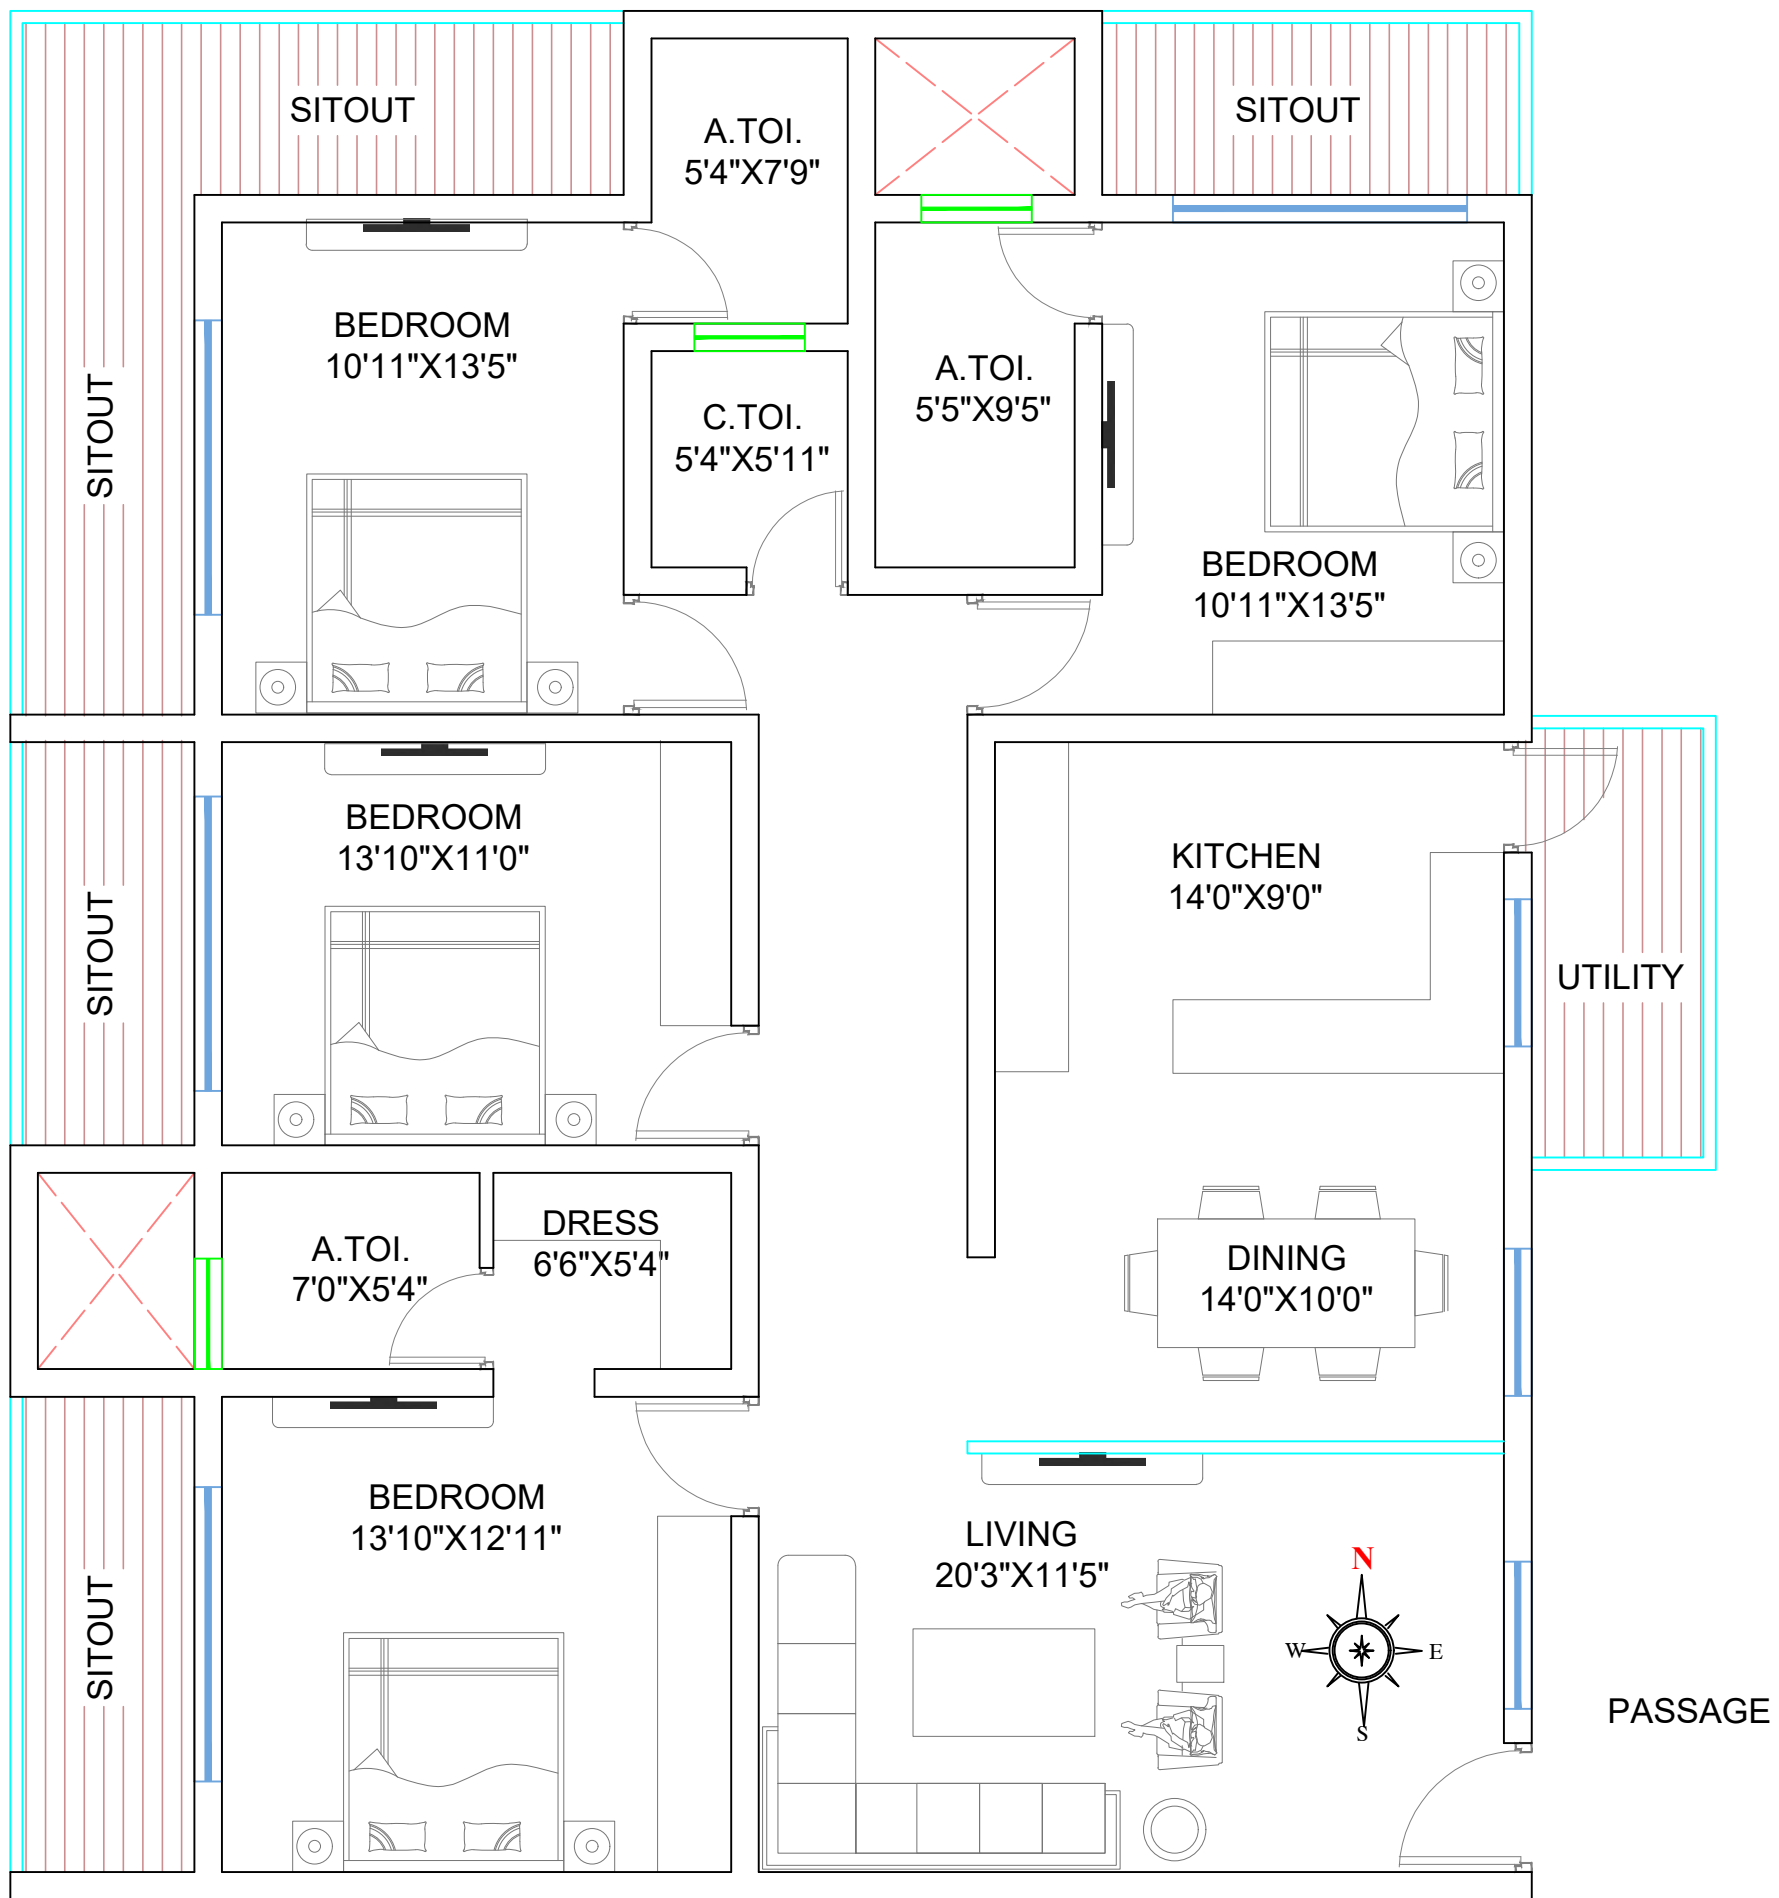 SITOUT
SITOUT
A.TOI.
5'4"X7'9"
BEDROOM
10'11"X13'5"
A.TOI.
5'5"X9'5"
C.TOI.
5'4"X5'11"
SITOUT
BEDROOM
10'11"X13'5"
BEDROOM
13'10"X11'0"
KITCHEN
14'0"X9'0"
SITOUT
UTILITY
DRESS
6'6"X5'4"
A.TOI.
7'0"X5'4"
DINING
14'0"X10'0"
BEDROOM
13'10"X12'11"
LIVING
20'3"X11'5"
N
W
E
S
SITOUT
PASSAGE